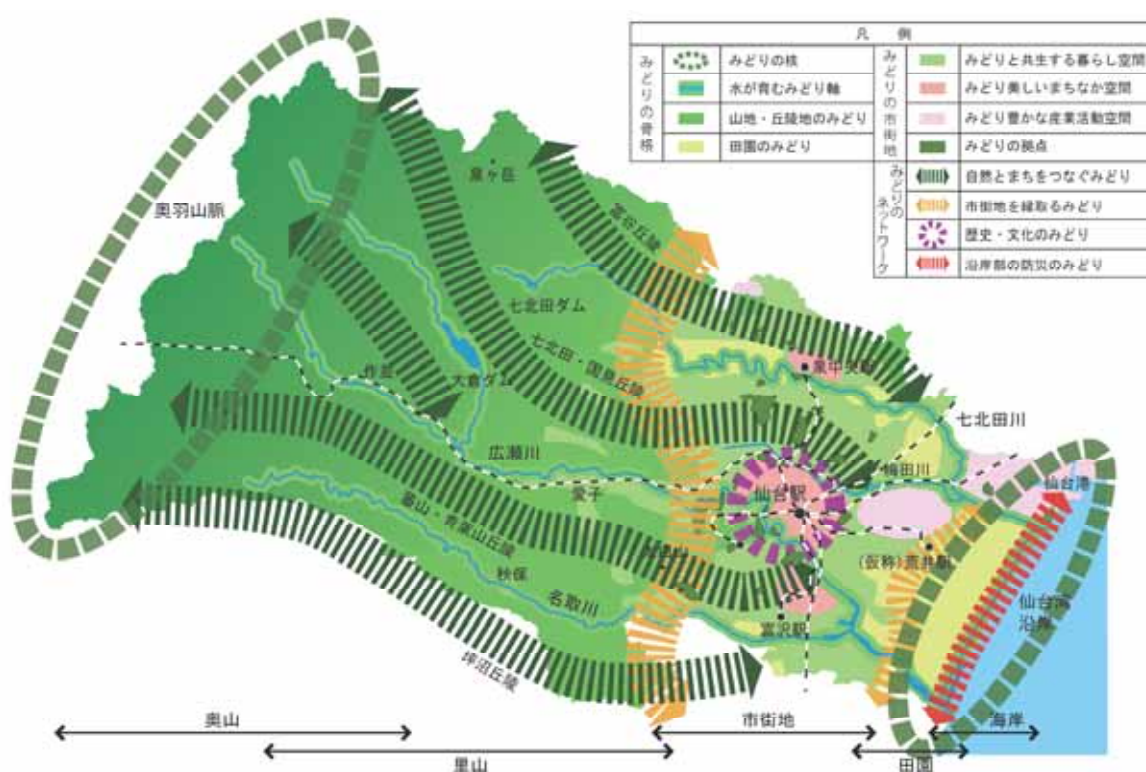 凡 例
みどりの骨格
みどりの核
水が育むみどり軸
山地・丘陵地のみどり
田園のみどり
みどりの市街地
みどりと共生する暮らし空間
みどり美しいまちなか空間
みどり豊かな産業活動空間
みどりの拠点
みどりのネットワーク
自然とまちをつなぐみどり
市街地を縁取るみどり
歴史・文化のみどり
沿岸部の防災のみどり
奥羽山脈
泉ヶ岳
富谷丘陵
七北田ダム
七北田・国見丘陵
作並
大倉ダム
泉中央駅
七北田川
広瀬川
愛子
梅田川
仙台駅
仙台港
蕃山・青葉山丘陵
(仮称)荒井駅
秋保
名取川
仙台湾
沿岸
富沢駅
坪沼丘陵
奥山
市街地
海岸
里山
田園